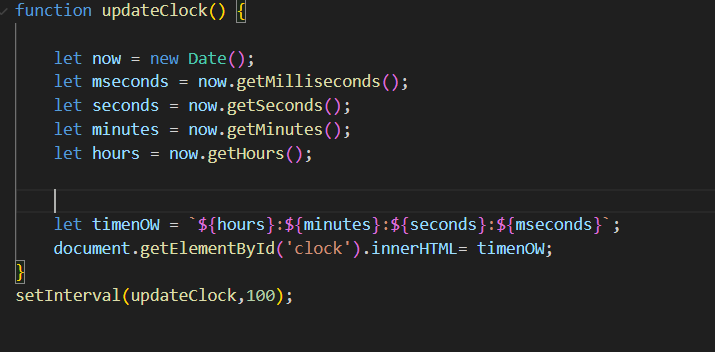 function updateClock() {
let now = new Date();
let mseconds = now.getMilliseconds();
let seconds = now.getSeconds();
let minutes = now.getMinutes();
let hours = now.getHours();
let timenOW = `${hours}:${minutes}:${seconds}:${mseconds}`;
document.getElementById('clock').innerHTML= timenOW;
}
setInterval(updateClock,100);